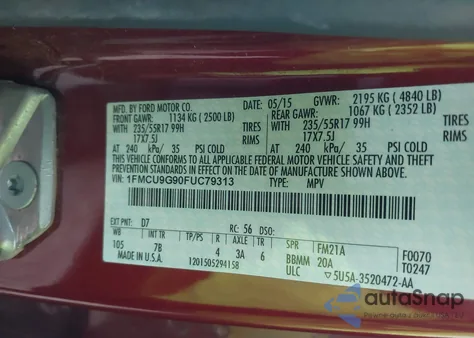 MFD. BY FORD MOTOR CO.
05/15 GVWR: 2195 KG ( 4840 LB)
FRONT GAWR: 1134 KG ( 2500 LB) REAR GAWR: 1067 KG ( 2352 LB)
WITH TIRES WITH TIRES
235/55R17 99H RIMS 235/55R17 99H RIMS
17X7.5J 17X7.5J
AT 240 kPa/ 35 PSI COLD AT 240 kPa/ 35 PSI COLD
THIS VEHICLE CONFORMS TO ALL APPLICABLE FEDERAL MOTOR VEHICLE SAFETY
AND THEFT PREVENTION STANDARDS IN EFFECT ON THE DATE OF MANUFACTURE SHOWN ABOVE.
VIN: 1FMCU9G90FUC79313
TYPE: MPV
EXT PNT: D7 RC: 56 DSO:
WB INT TR TP/PS R AXLE TR SPR FM21A F0070
105 7B 4 3A 6 BBMM 20A T0247
1201505294158 ULC ▽5U5A-3520472-AA
autoSnap